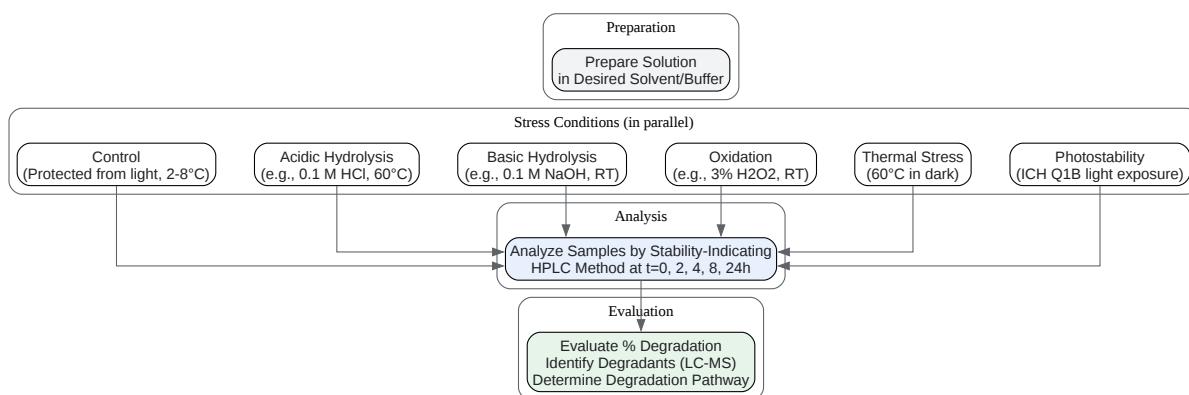 Preparation
Prepare Solution
in Desired Solvent/Buffer
Stress Conditions (in parallel)
Control
(Protected from light, 2-8°C)
Acidic Hydrolysis
(e.g., 0.1 M HCl, 60°C)
Basic Hydrolysis
(e.g., 0.1 M NaOH, RT)
Oxidation
(e.g., 3% H2O2, RT)
Thermal Stress
(60°C in dark)
Photostability
(ICH Q1B light exposure)
Analysis
Analyze Samples by Stability-Indicating
HPLC Method at t=0, 2, 4, 8, 24h
Evaluation
Evaluate % Degradation
Identify Degradants (LC-MS)
Determine Degradation Pathway